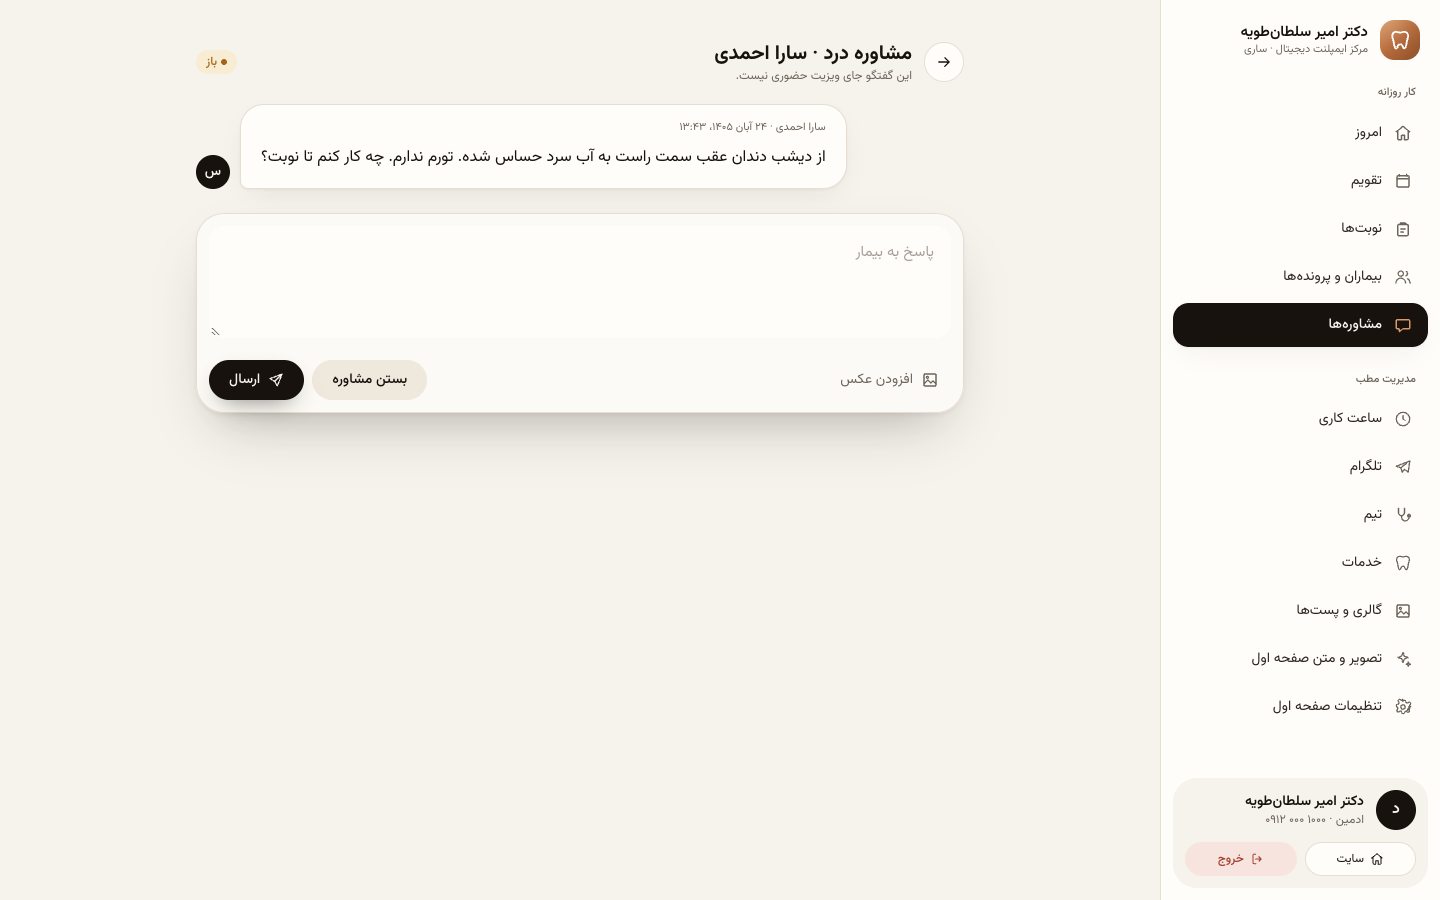 دکتر امیر سلطان‌طویه
مرکز ایمپلنت دیجیتال · ساری
کار روزانه
امروز
تقویم
نوبت‌ها
بیماران و پرونده‌ها
مشاوره‌ها
مدیریت مطب
ساعت کاری
تلگرام
تیم
خدمات
گالری و پست‌ها
تصویر و متن صفحه اول
تنظیمات صفحه اول
د
دکتر امیر سلطان‌طویه
ادمین · ۰۹۱۲ ۰۰۰ ۱۰۰۰
سایت
خروج
مشاوره درد · سارا احمدی
این گفتگو جای ویزیت حضوری نیست.
باز
سارا احمدی · ۲۴ آبان ۱۴۰۵، ۱۳:۴۳
از دیشب دندان عقب سمت راست به آب سرد حساس شده. تورم ندارم. چه کار کنم تا نوبت؟
س
پاسخ به بیمار
افزودن عکس
بستن مشاوره
ارسال